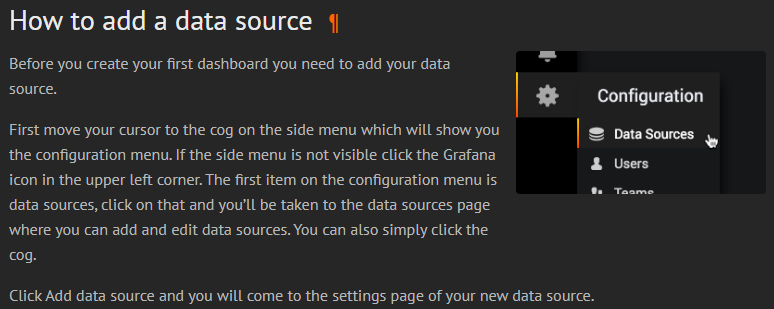 How to add a data source ¶
Before you create your first dashboard you need to add your data
source.
First move your cursor to the cog on the side menu which will show you
the configuration menu. If the side menu is not visible click the Grafana
icon in the upper left corner. The first item on the configuration menu is
data sources, click on that and you’ll be taken to the data sources page
where you can add and edit data sources. You can also simply click the
cog.
Click Add data source and you will come to the settings page of your new data source.
Configuration
Data Sources
Users
Teams